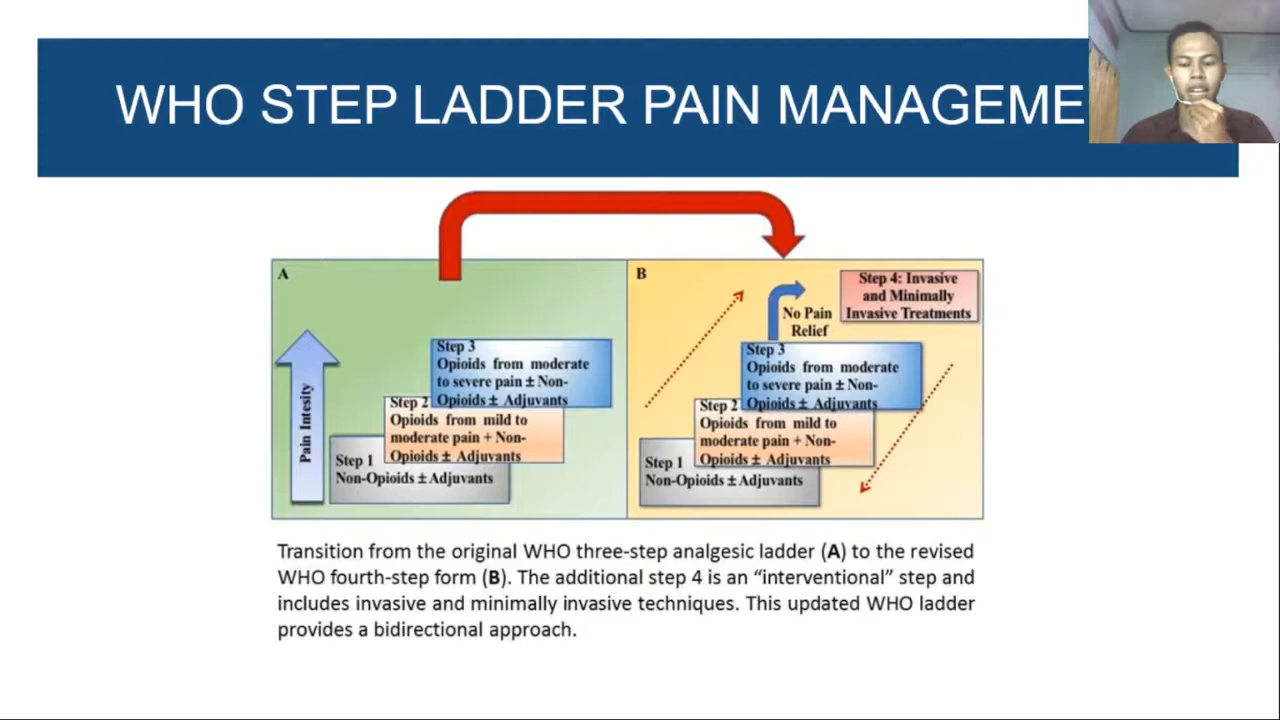 WHO STEP LADDER PAIN MANAGEME
A
Pain Intesity
Step 3
Opioids from moderate
to severe pain ± Non-
Opioids ± Adjuvants
Step 2
Opioids from mild to
moderate pain + Non-
Opioids ± Adjuvants
Step 1
Non-Opioids ± Adjuvants
B
Step 4: Invasive
and Minimally
Invasive Treatments
No Pain
Relief
Step 3
Opioids from moderate
to severe pain ± Non-
Opioids ± Adjuvants
Step 2
Opioids from mild to
moderate pain + Non-
Opioids ± Adjuvants
Step 1
Non-Opioids ± Adjuvants
Transition from the original WHO three-step analgesic ladder (A) to the revised
WHO fourth-step form (B). The additional step 4 is an “interventional” step and
includes invasive and minimally invasive techniques. This updated WHO ladder
provides a bidirectional approach.